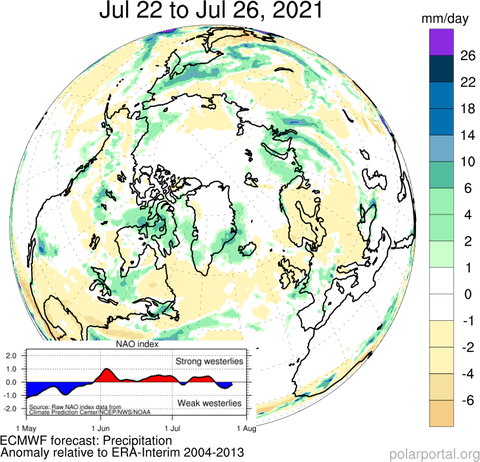 Jul 22 to Jul 26, 2021
mm/day
26
22
18
14
10
6
4
2
1
0
-1
-2
-4
-6
NAO index
2.0
1.0
0.0
-1.0
-2.0
Strong westerlies
Weak westerlies
Source: Raw NAO index data from
Climate Prediction Center/NCEP/NWS/NOAA
1 May
1 Jun
1 Jul
1 Aug
ECMWF forecast: Precipitation
Anomaly relative to ERA-Interim 2004-2013
polarportal.org